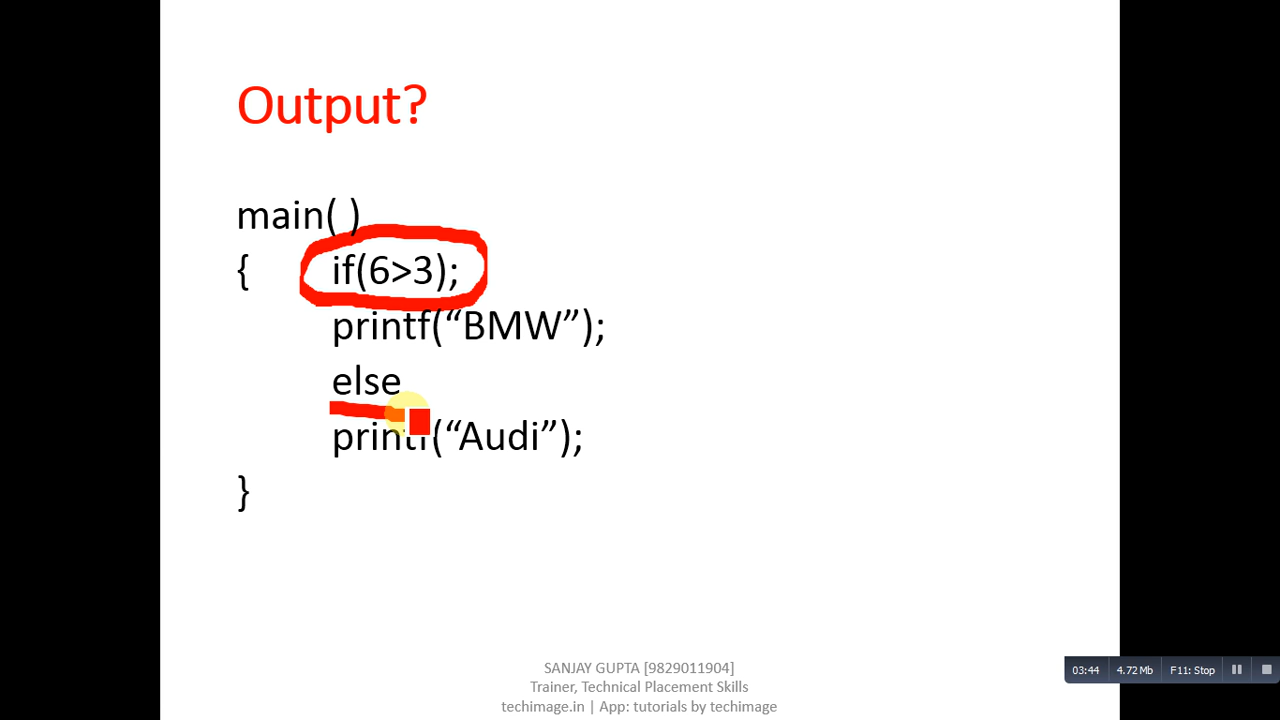 Output?
main( )
{ if(6>3);
printf(“BMW”);
else
printf(“Audi”);
}
SANJAY GUPTA [9829011904]
Trainer, Technical Placement Skills
techimage.in | App: tutorials by techimage
03:44 4.72 Mb F11: Stop